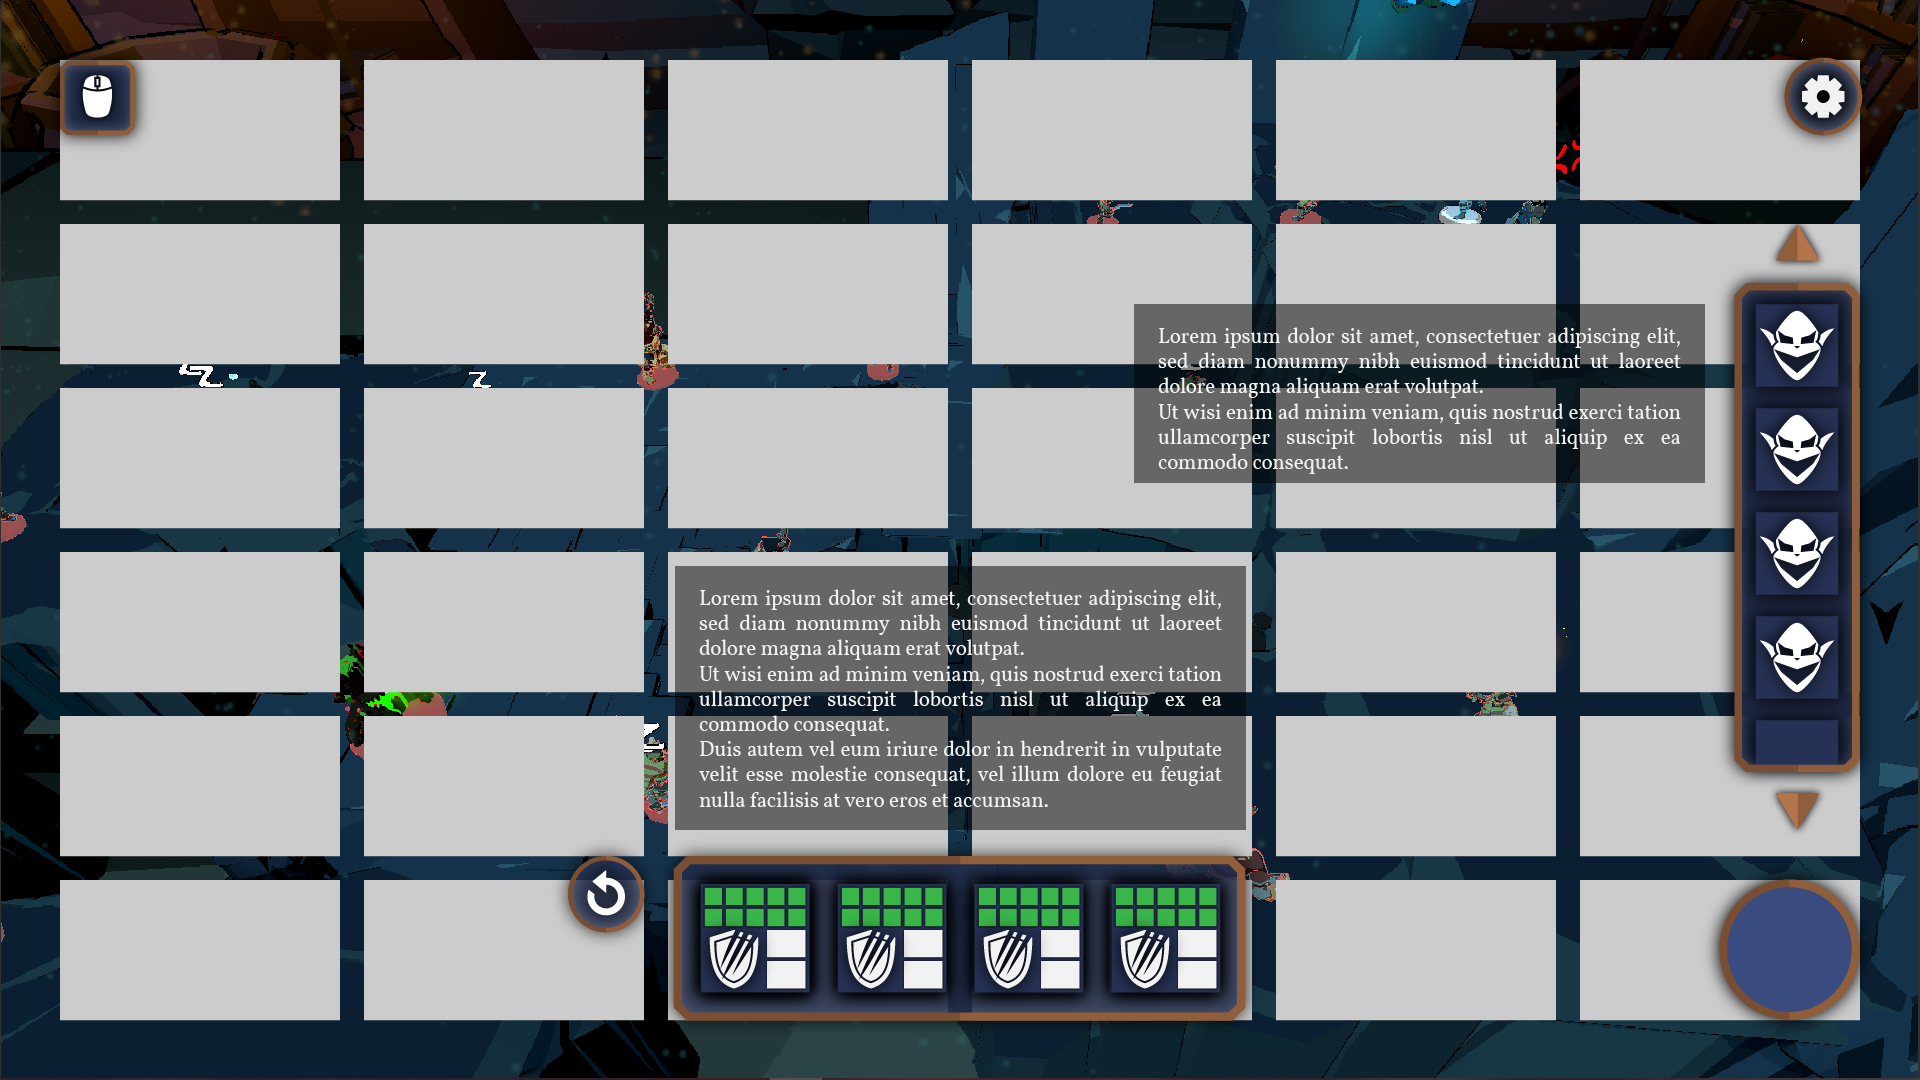 Lorem ipsum dolor sit amet, consectetuer adipiscing elit,
sed diam nonummy nibh euismod tincidunt ut laoreet
dolore magna aliquam erat volutpat.
Ut wisi enim ad minim veniam, quis nostrud exerci tation
ullamcorper suscipit lobortis nisl ut aliquip ex ea
commodo consequat.
Lorem ipsum dolor sit amet, consectetuer adipiscing elit,
sed diam nonummy nibh euismod tincidunt ut laoreet
dolore magna aliquam erat volutpat.
Ut wisi enim ad minim veniam, quis nostrud exerci tation
ullamcorper suscipit lobortis nisl ut aliquip ex ea
commodo consequat.
Duis autem vel eum iriure dolor in hendrerit in vulputate
velit esse molestie consequat, vel illum dolore eu feugiat
nulla facilisis at vero eros et accumsan.